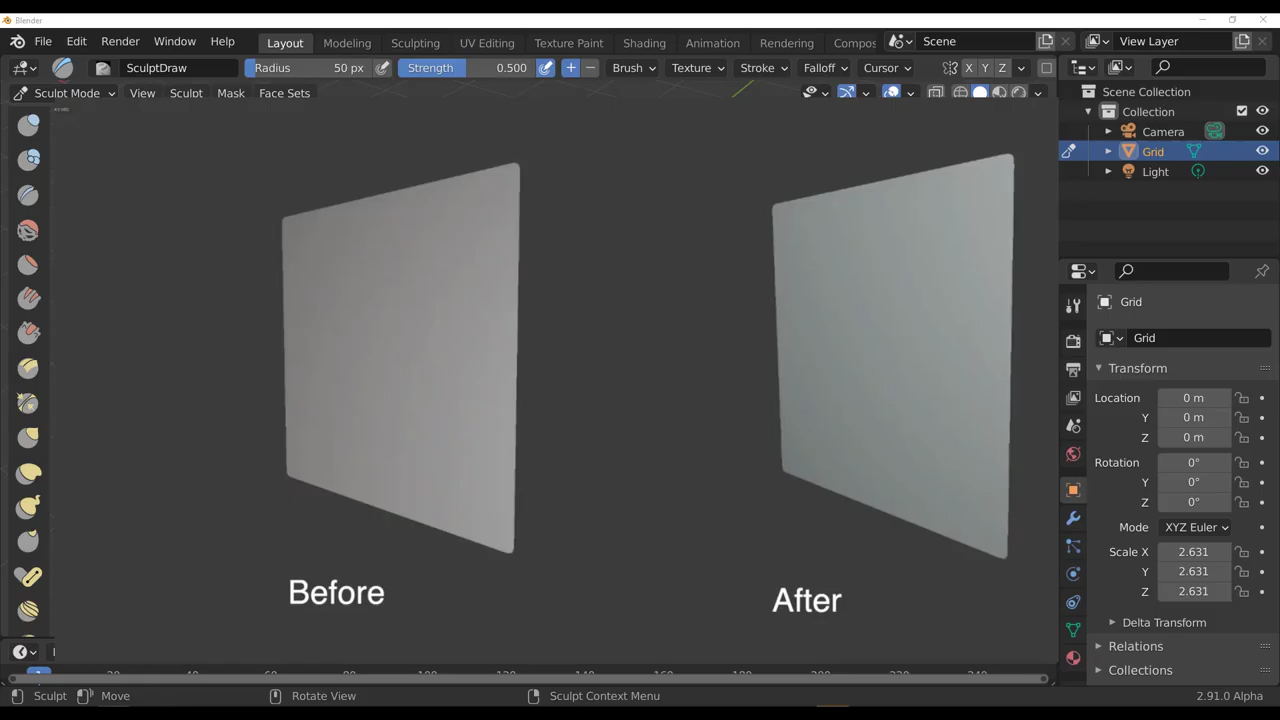 Blender
File Edit Render Window Help Layout Modeling Sculpting UV Editing Texture Paint Shading Animation Rendering Compos Scene View Layer
SculptDraw Radius 50 px Strength 0.500 Brush Texture Stroke Falloff Cursor X Y Z
Sculpt Mode View Sculpt Mask Face Sets
Scene Collection
Collection
Camera
Grid
Light
Grid
Grid
Transform
Location 0 m
Y 0 m
Z 0 m
Rotation 0°
Y 0°
Z 0°
Mode XYZ Euler
Scale X 2.631
Y 2.631
Z 2.631
Delta Transform
Relations
Collections
Before
After
Sculpt Move Rotate View Sculpt Context Menu 2.91.0 Alpha